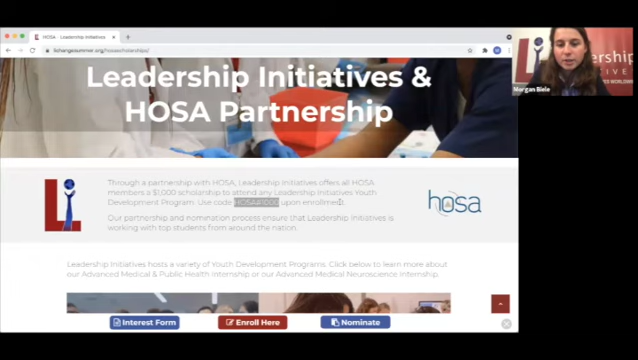 HOSA - Leadership Initiatives
lichangesummer.org/hosascholarships/
Leadership Initiatives &
HOSA Partnership
Through a partnership with HOSA, Leadership Initiatives offers all HOSA
members a $1,000 scholarship to attend any Leadership Initiatives Youth
Development Program. Use code upon enrollment.
Our partnership and nomination process ensure that Leadership Initiatives is
working with top students from around the nation.
Li
hosa
Leadership Initiatives hosts a variety of Youth Development Programs. Click below to learn more about
our Advanced Medical & Public Health Internship or our Advanced Medical Neuroscience Internship.
Interest Form
Enroll Here
Nominate
Morgan Biele